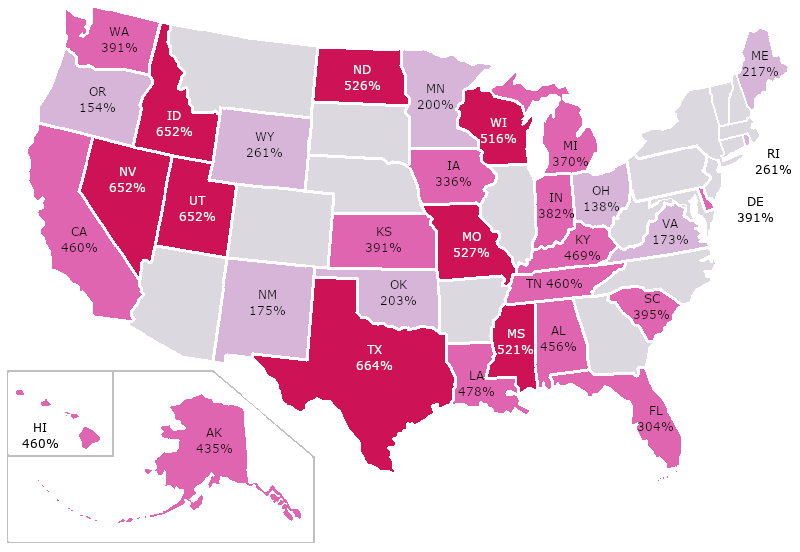 WA
391%
OR
154%
ID
652%
ND
526%
MN
200%
WI
516%
MI
370%
ME
217%
RI
261%
DE
391%
WY
261%
NV
652%
UT
652%
CA
460%
IA
336%
IN
382%
OH
138%
VA
173%
KS
391%
MO
527%
KY
469%
TN 460%
SC
395%
NM
175%
OK
203%
TX
664%
LA
478%
MS
521%
AL
456%
FL
304%
HI
460%
AK
435%